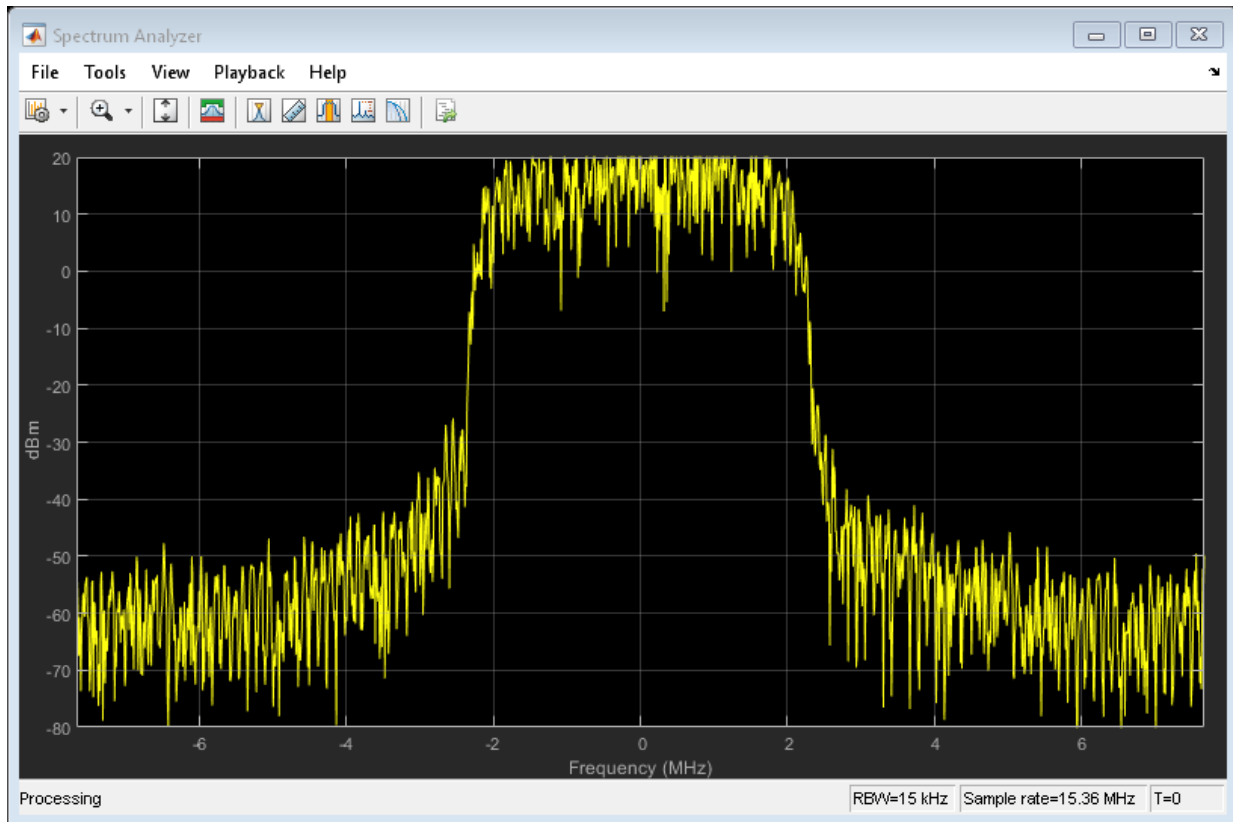 Spectrum Analyzer
File Tools View Playback Help
20
10
0
-10
-20
-30
-40
-50
-60
-70
-80
dBm
-6 -4 -2 0 2 4 6
Frequency (MHz)
Processing RBW=15 kHz Sample rate=15.36 MHz T=0